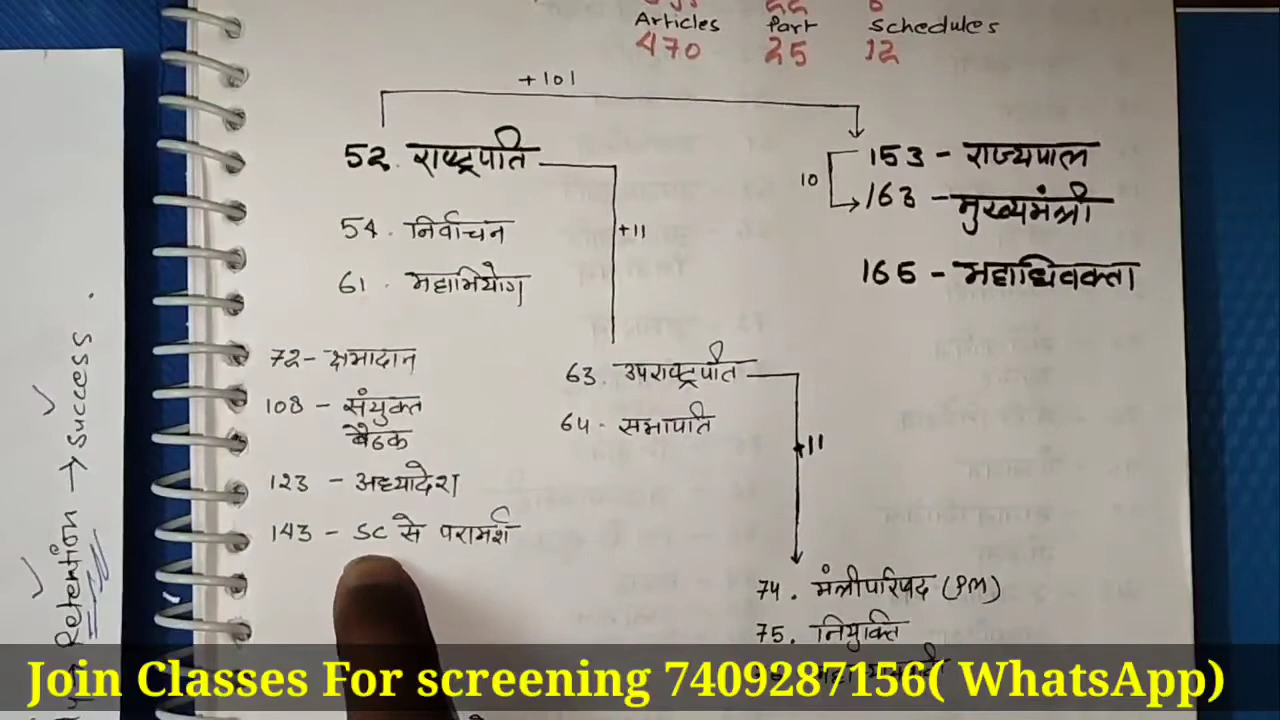 Articles Part Schedules
470 25 12
+101
52. राष्ट्रपति
153 - राज्यपाल
10
163 - मुख्यमंत्री
54. निर्वाचन
+11
61. महाभियोग
165 - महाधिवक्ता
72 - क्षमादान
108 - संयुक्त
बैठक
123 - अध्यादेश
143 - SC से परामर्श
63. उपराष्ट्रपति
64. सभापति
+11
74. मंत्रीपरिषद (PM)
75. नियुक्ति
Retention → Success.
Join Classes For screening 7409287156( WhatsApp)